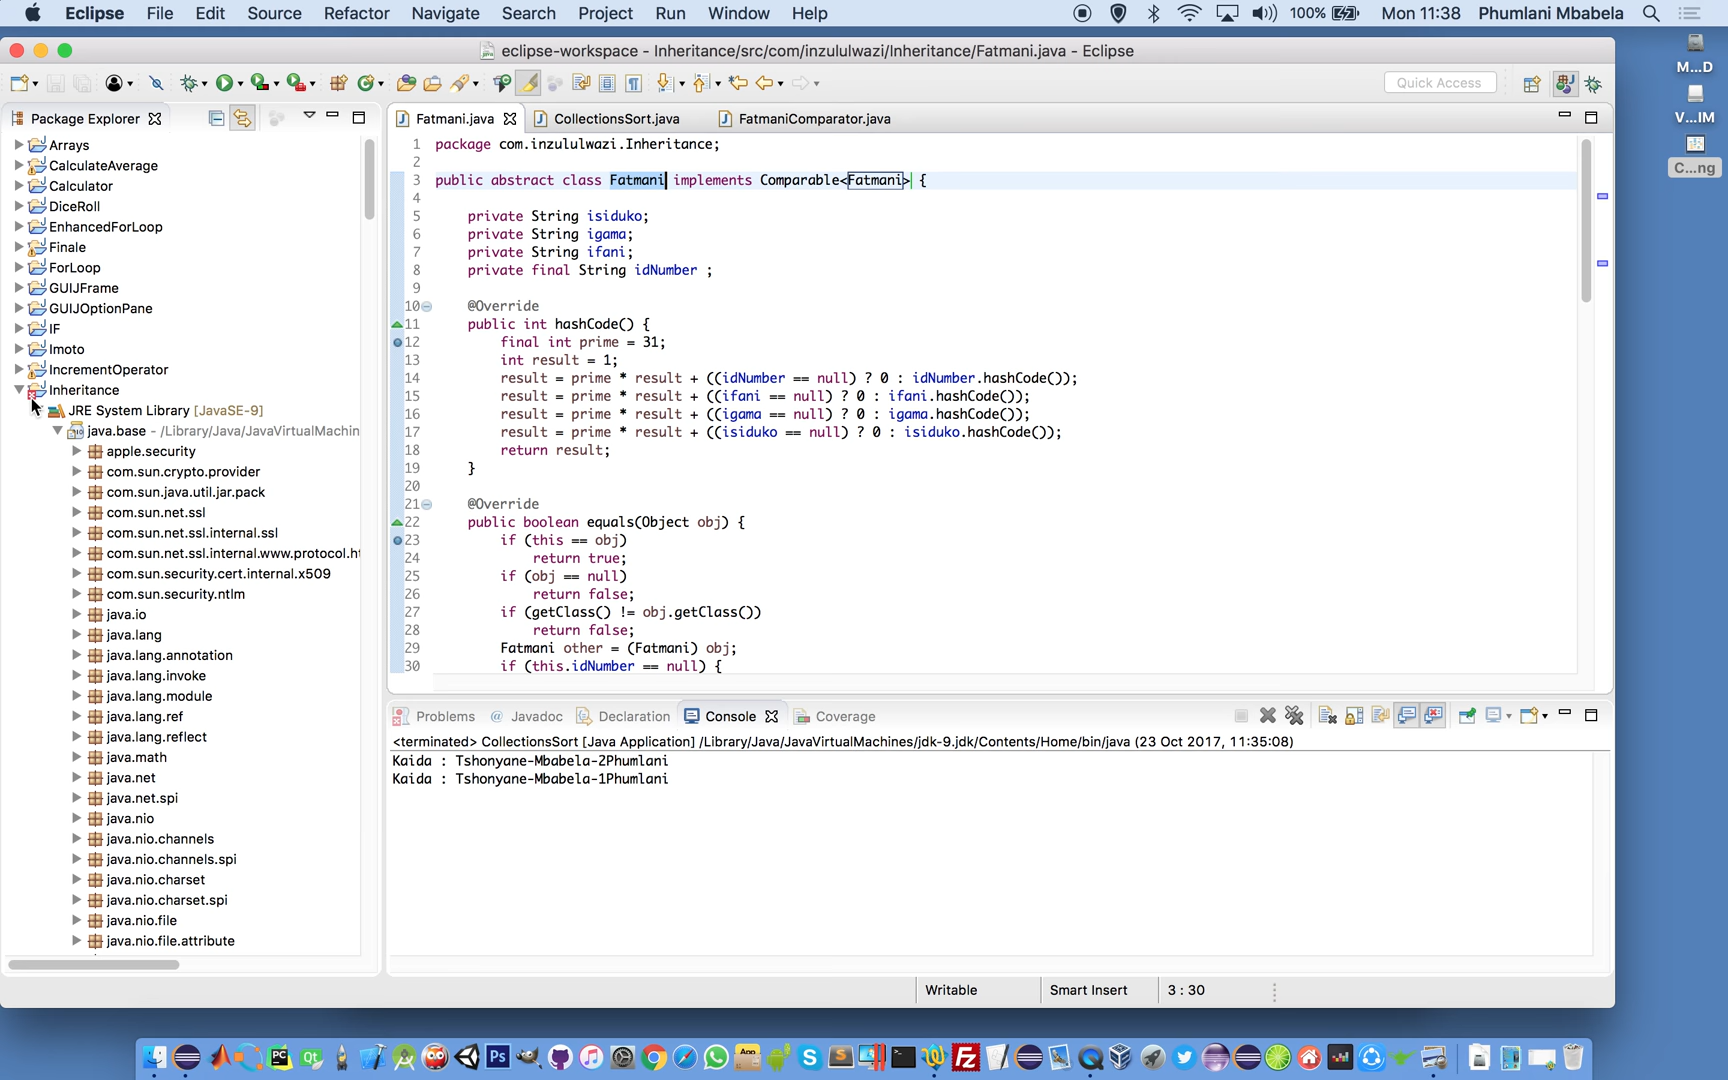 Eclipse File Edit Source Refactor Navigate Search Project Run Window Help 100% Mon 11:38 Phumlani Mbabela
eclipse-workspace - Inheritance/src/com/inzululwazi/Inheritance/Fatmani.java - Eclipse
M...D
V...IM
C...ng
Quick Access
Package Explorer
Arrays
CalculateAverage
Calculator
DiceRoll
EnhancedForLoop
Finale
ForLoop
GUIJFrame
GUIJOptionPane
IF
Imoto
IncrementOperator
Inheritance
JRE System Library [JavaSE-9]
java.base - /Library/Java/JavaVirtualMachin
apple.security
com.sun.crypto.provider
com.sun.java.util.jar.pack
com.sun.net.ssl
com.sun.net.ssl.internal.ssl
com.sun.net.ssl.internal.www.protocol.ht
com.sun.security.cert.internal.x509
com.sun.security.ntlm
java.io
java.lang
java.lang.annotation
java.lang.invoke
java.lang.module
java.lang.ref
java.lang.reflect
java.math
java.net
java.net.spi
java.nio
java.nio.channels
java.nio.channels.spi
java.nio.charset
java.nio.charset.spi
java.nio.file
java.nio.file.attribute
Fatmani.java CollectionsSort.java FatmaniComparator.java
1 package com.inzululwazi.Inheritance;
2
3 public abstract class Fatmani implements Comparable<Fatmani> {
4
5 private String isiduko;
6 private String igama;
7 private String ifani;
8 private final String idNumber ;
9
10 @Override
11 public int hashCode() {
12 final int prime = 31;
13 int result = 1;
14 result = prime * result + ((idNumber == null) ? 0 : idNumber.hashCode());
15 result = prime * result + ((ifani == null) ? 0 : ifani.hashCode());
16 result = prime * result + ((igama == null) ? 0 : igama.hashCode());
17 result = prime * result + ((isiduko == null) ? 0 : isiduko.hashCode());
18 return result;
19 }
20
21 @Override
22 public boolean equals(Object obj) {
23 if (this == obj)
24 return true;
25 if (obj == null)
26 return false;
27 if (getClass() != obj.getClass())
28 return false;
29 Fatmani other = (Fatmani) obj;
30 if (this.idNumber == null) {
Problems @ Javadoc Declaration Console Coverage
<terminated> CollectionsSort [Java Application] /Library/Java/JavaVirtualMachines/jdk-9.jdk/Contents/Home/bin/java (23 Oct 2017, 11:35:08)
Kaida : Tshonyane-Mbabela-2Phumlani
Kaida : Tshonyane-Mbabela-1Phumlani
Writable Smart Insert 3 : 30
PC
Qt
Ps
App
S
Fz